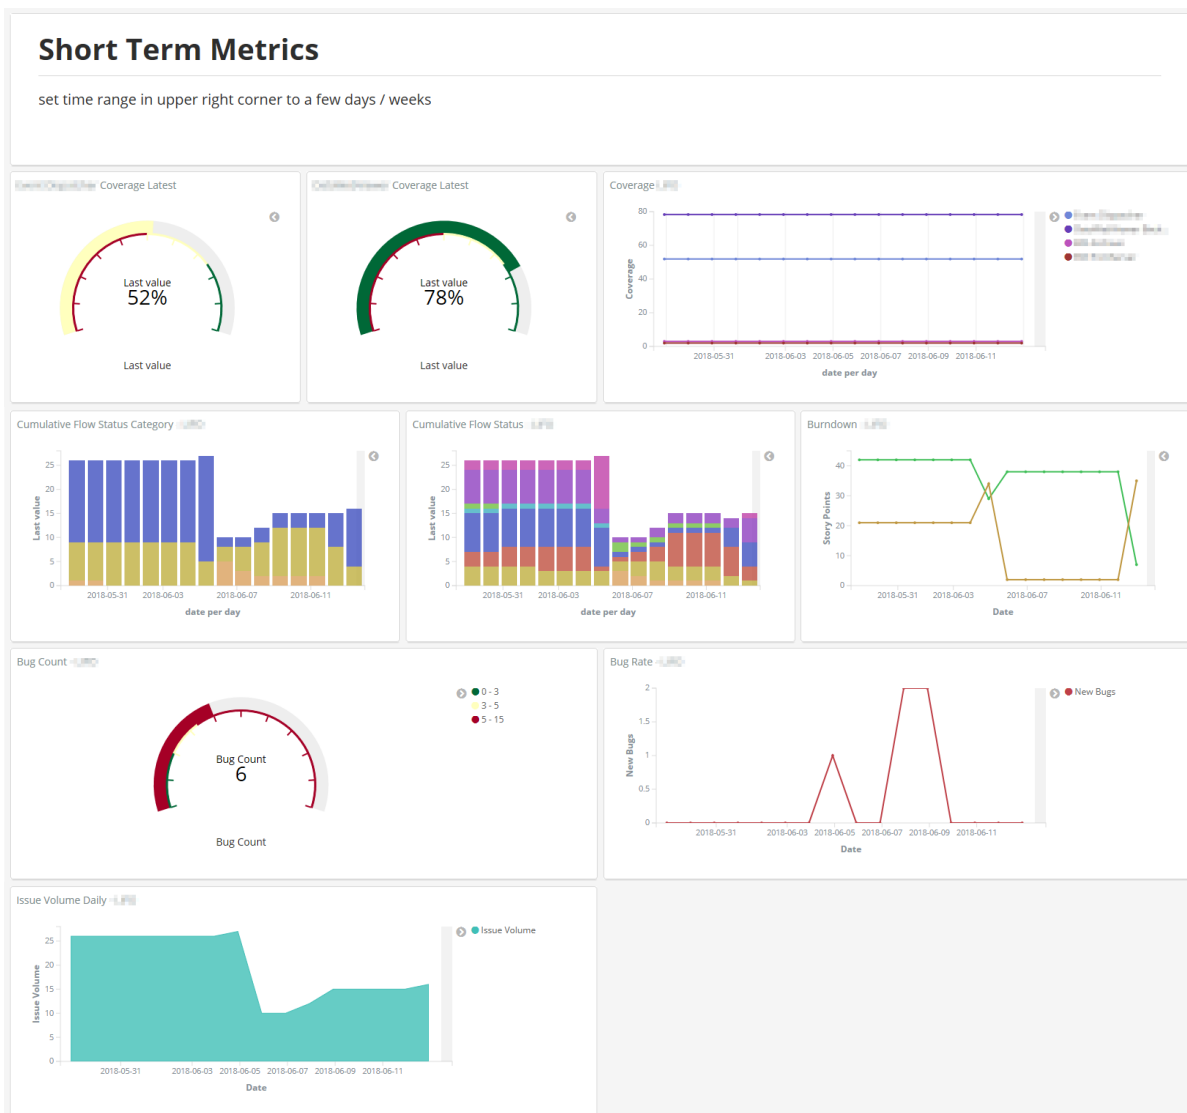 Short Term Metrics
set time range in upper right corner to a few days / weeks
Coverage Latest
Last value
52%
Last value
Coverage Latest
Last value
78%
Last value
Coverage
80
60
40
20
0
Coverage
2018-05-31 2018-06-03 2018-06-05 2018-06-07 2018-06-09 2018-06-11
date per day
Cumulative Flow Status Category
25
20
15
10
5
0
Last value
2018-05-31 2018-06-03 2018-06-07 2018-06-11
date per day
Cumulative Flow Status
25
20
15
10
5
0
Last value
2018-05-31 2018-06-03 2018-06-07 2018-06-11
date per day
Burndown
40
30
20
10
0
Story Points
2018-05-31 2018-06-03 2018-06-07 2018-06-11
Date
Bug Count
Bug Count
6
Bug Count
0 - 3
3 - 5
5 - 15
Bug Rate
2
1.5
1
0.5
0
New Bugs
2018-05-31 2018-06-03 2018-06-05 2018-06-07 2018-06-09 2018-06-11
Date
New Bugs
Issue Volume Daily
25
20
15
10
5
0
Issue Volume
2018-05-31 2018-06-03 2018-06-05 2018-06-07 2018-06-09 2018-06-11
Date
Issue Volume